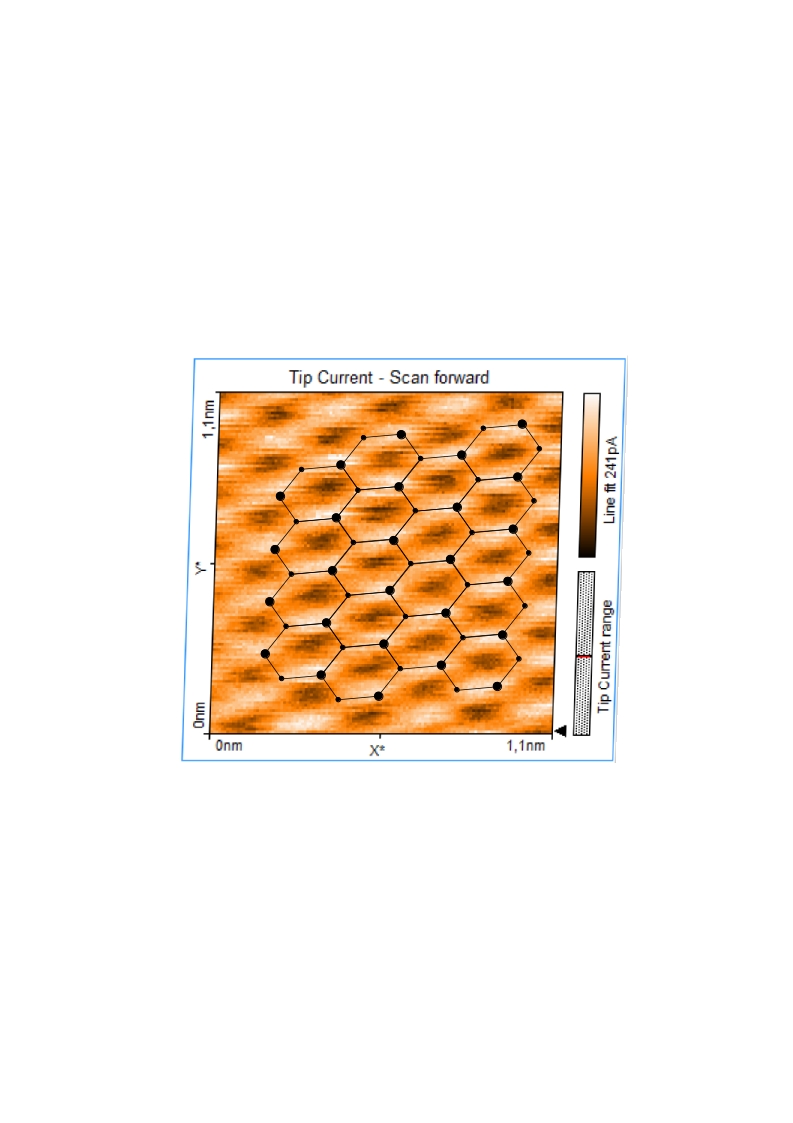 Tip Current - Scan forward
1,1nm
Y*
0nm
0nm
X*
1,1nm
Line fit 241pA
Tip Current range